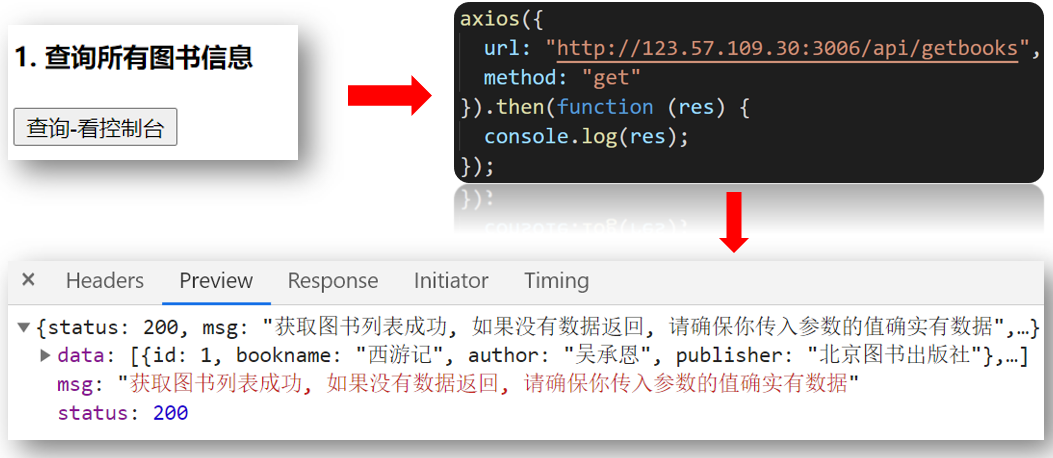 1. 查询所有图书信息
查询-看控制台
axios({
url: "http://123.57.109.30:3006/api/getbooks",
method: "get"
}).then(function (res) {
console.log(res);
});
Headers Preview Response Initiator Timing
{status: 200, msg: "获取图书列表成功, 如果没有数据返回, 请确保你传入参数的值确实有数据",…}
data: [{id: 1, bookname: "西游记", author: "吴承恩", publisher: "北京图书出版社"},…]
msg: "获取图书列表成功, 如果没有数据返回, 请确保你传入参数的值确实有数据"
status: 200